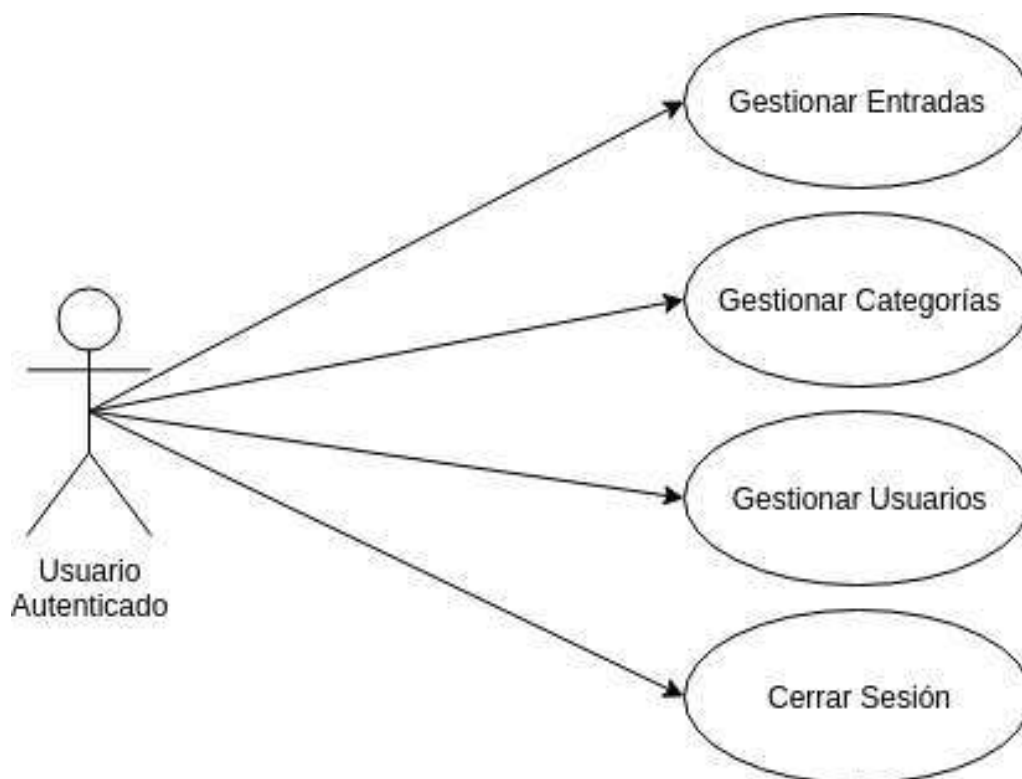 Gestionar Entradas
Gestionar Categorías
Gestionar Usuarios
Usuario
Autenticado
Cerrar Sesión